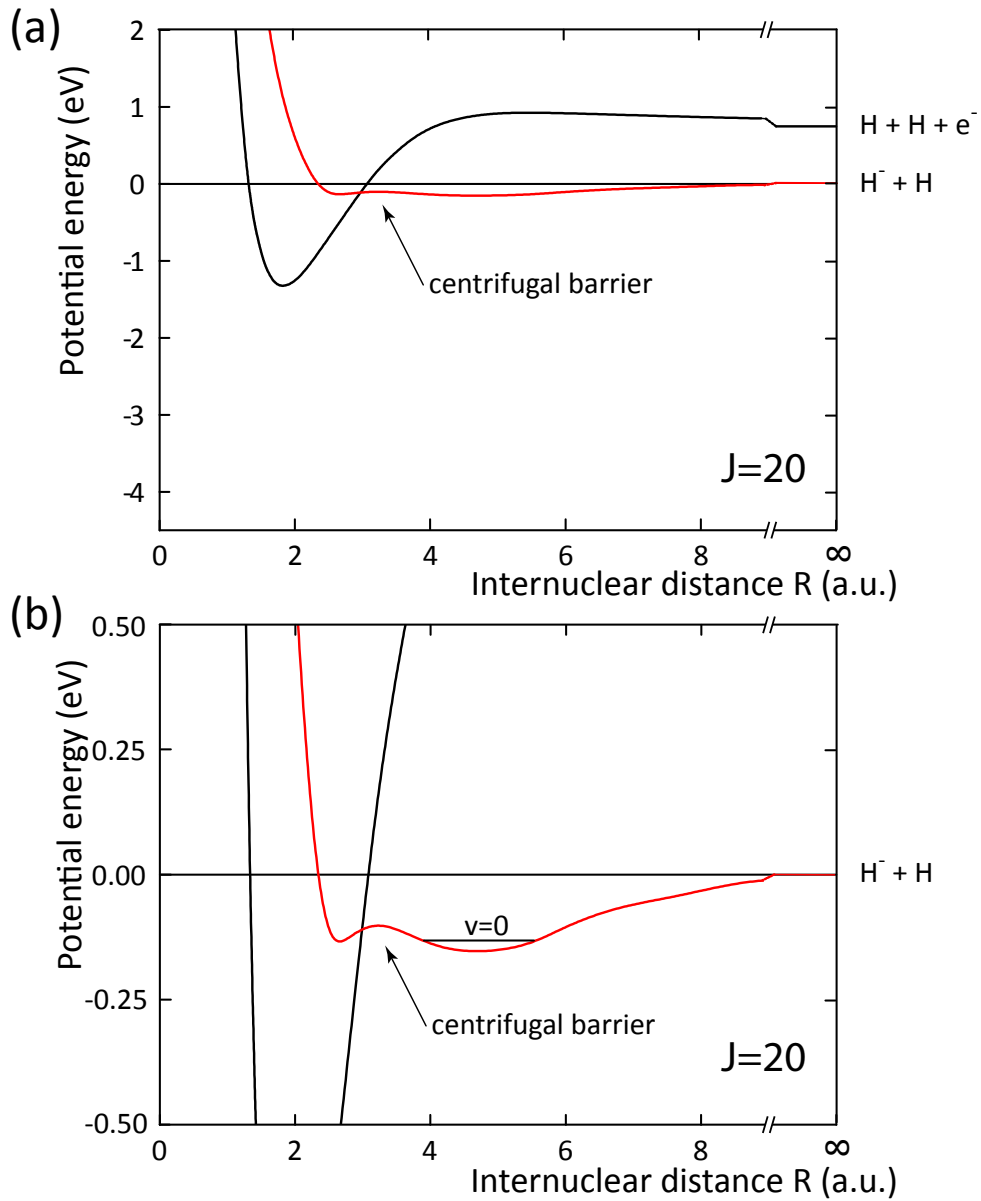 (a)
Potential energy (eV)
2
1
0
-1
-2
-3
-4
H + H + e⁻
H⁻ + H
centrifugal barrier
J=20
0 2 4 6 8 ∞
Internuclear distance R (a.u.)
(b)
Potential energy (eV)
0.50
0.25
0.00
-0.25
-0.50
H⁻ + H
v=0
centrifugal barrier
J=20
0 2 4 6 8 ∞
Internuclear distance R (a.u.)